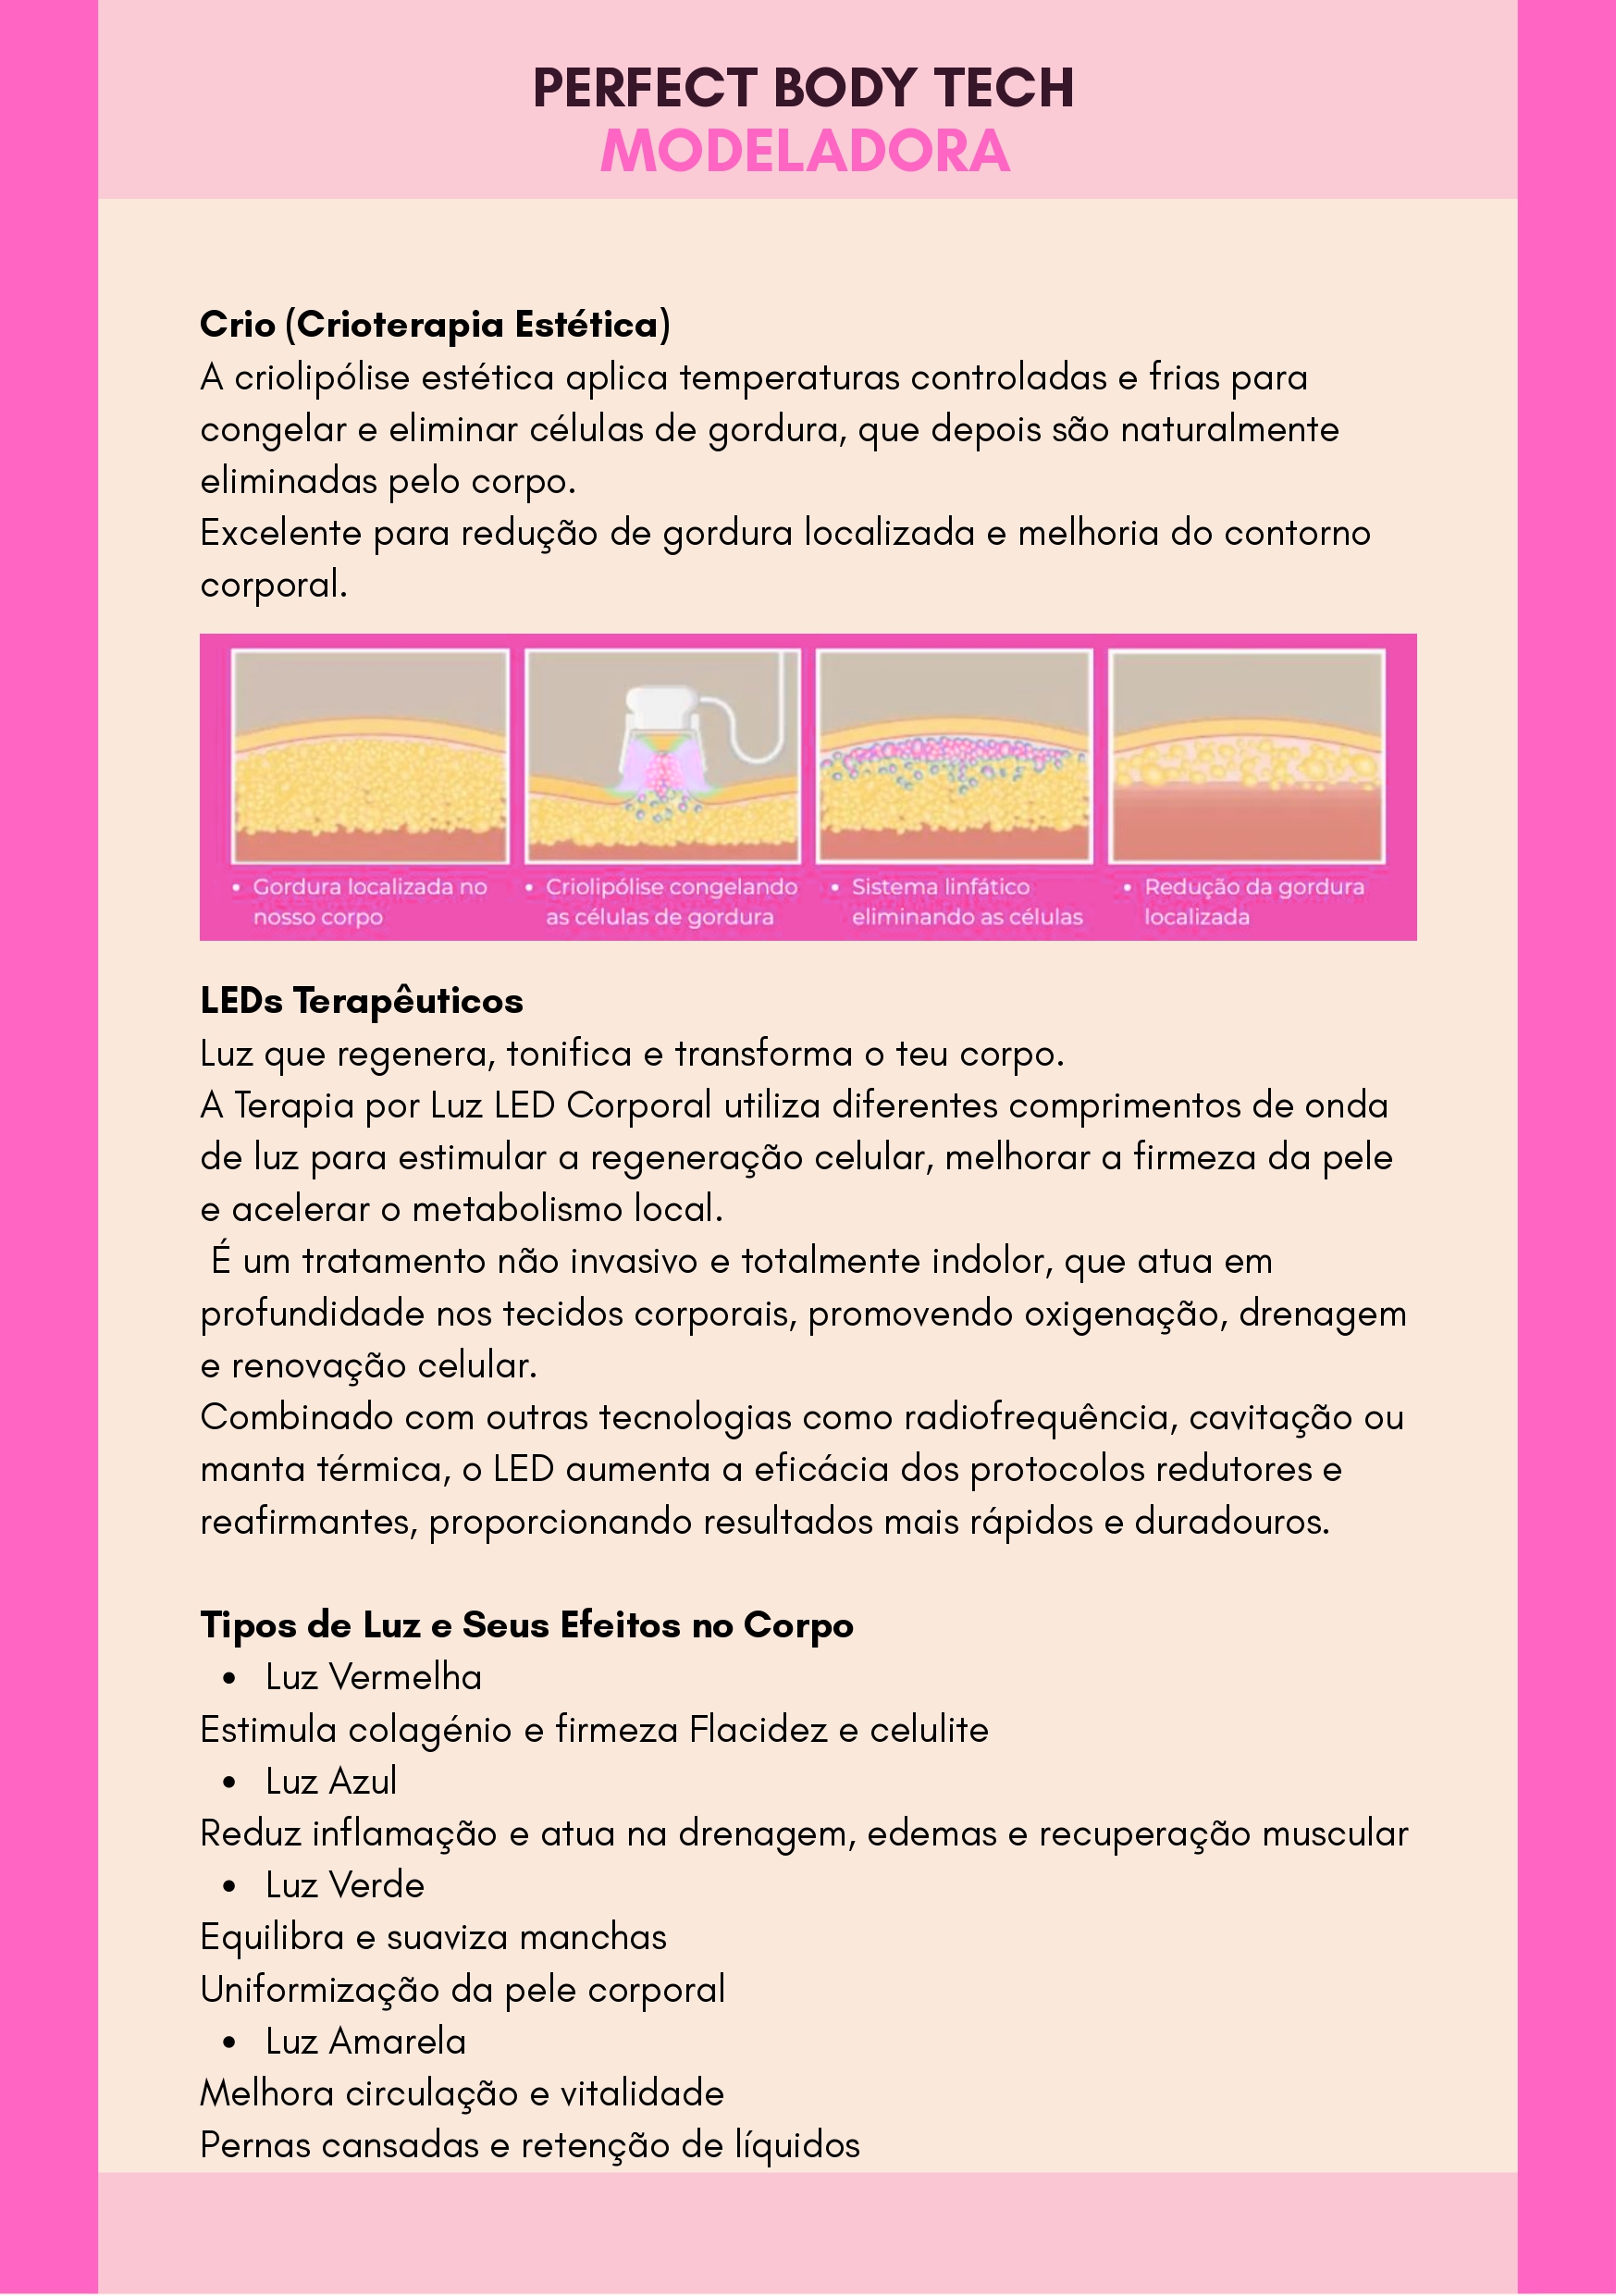 PERFECT BODY TECH
MODELADORA
Crio (Crioterapia Estética)
A criolipólise estética aplica temperaturas controladas e frias para
congelar e eliminar células de gordura, que depois são naturalmente
eliminadas pelo corpo.
Excelente para redução de gordura localizada e melhoria do contorno
corporal.
• Gordura localizada no
nosso corpo
• Criolipólise congelando
as células de gordura
• Sistema linfático
eliminando as células
• Redução da gordura
localizada
LEDs Terapêuticos
Luz que regenera, tonifica e transforma o teu corpo.
A Terapia por Luz LED Corporal utiliza diferentes comprimentos de onda
de luz para estimular a regeneração celular, melhorar a firmeza da pele
e acelerar o metabolismo local.
É um tratamento não invasivo e totalmente indolor, que atua em
profundidade nos tecidos corporais, promovendo oxigenação, drenagem
e renovação celular.
Combinado com outras tecnologias como radiofrequência, cavitação ou
manta térmica, o LED aumenta a eficácia dos protocolos redutores e
reafirmantes, proporcionando resultados mais rápidos e duradouros.
Tipos de Luz e Seus Efeitos no Corpo
• Luz Vermelha
Estimula colagénio e firmeza Flacidez e celulite
• Luz Azul
Reduz inflamação e atua na drenagem, edemas e recuperação muscular
• Luz Verde
Equilibra e suaviza manchas
Uniformização da pele corporal
• Luz Amarela
Melhora circulação e vitalidade
Pernas cansadas e retenção de líquidos